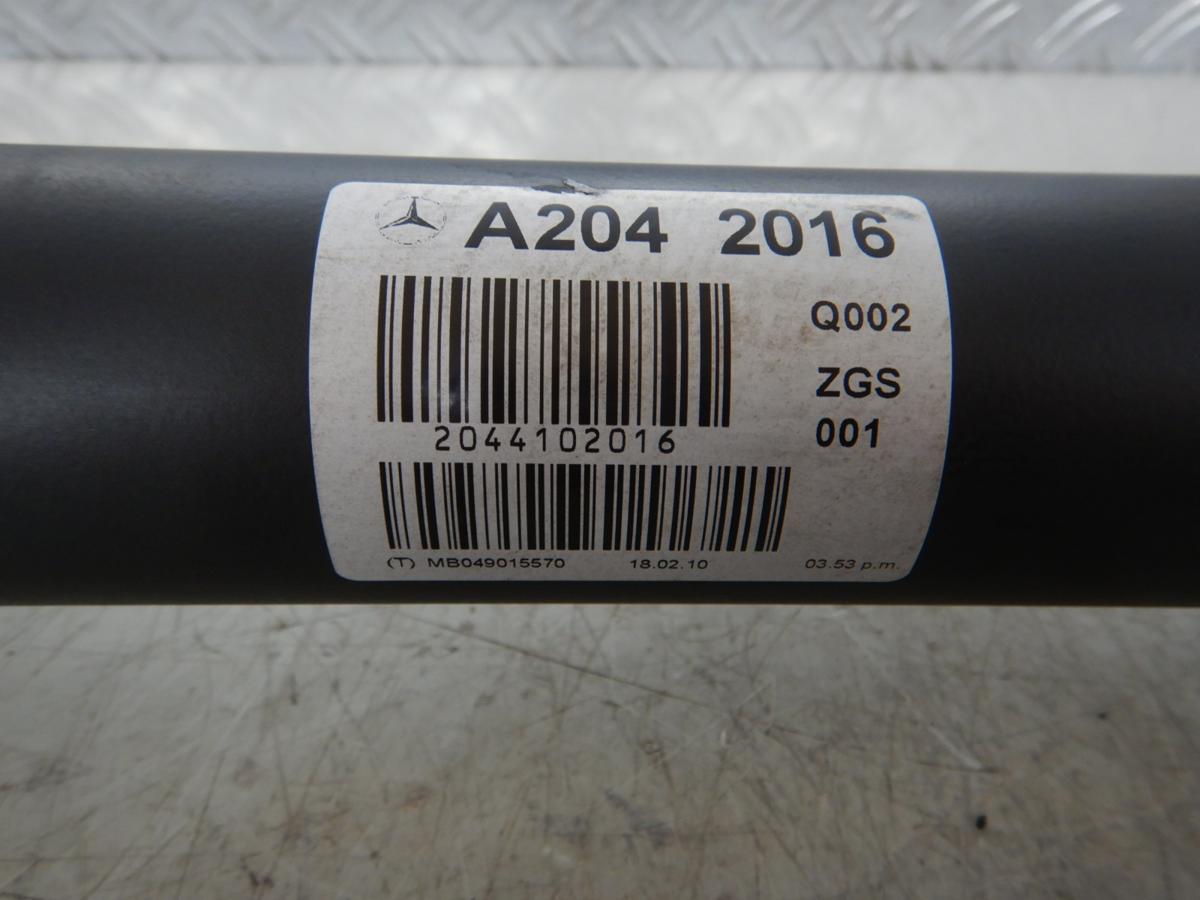 A204 2016
Q002
ZGS
001
2044102016
(T) MB049015570 18.02.10 03.53 p.m.